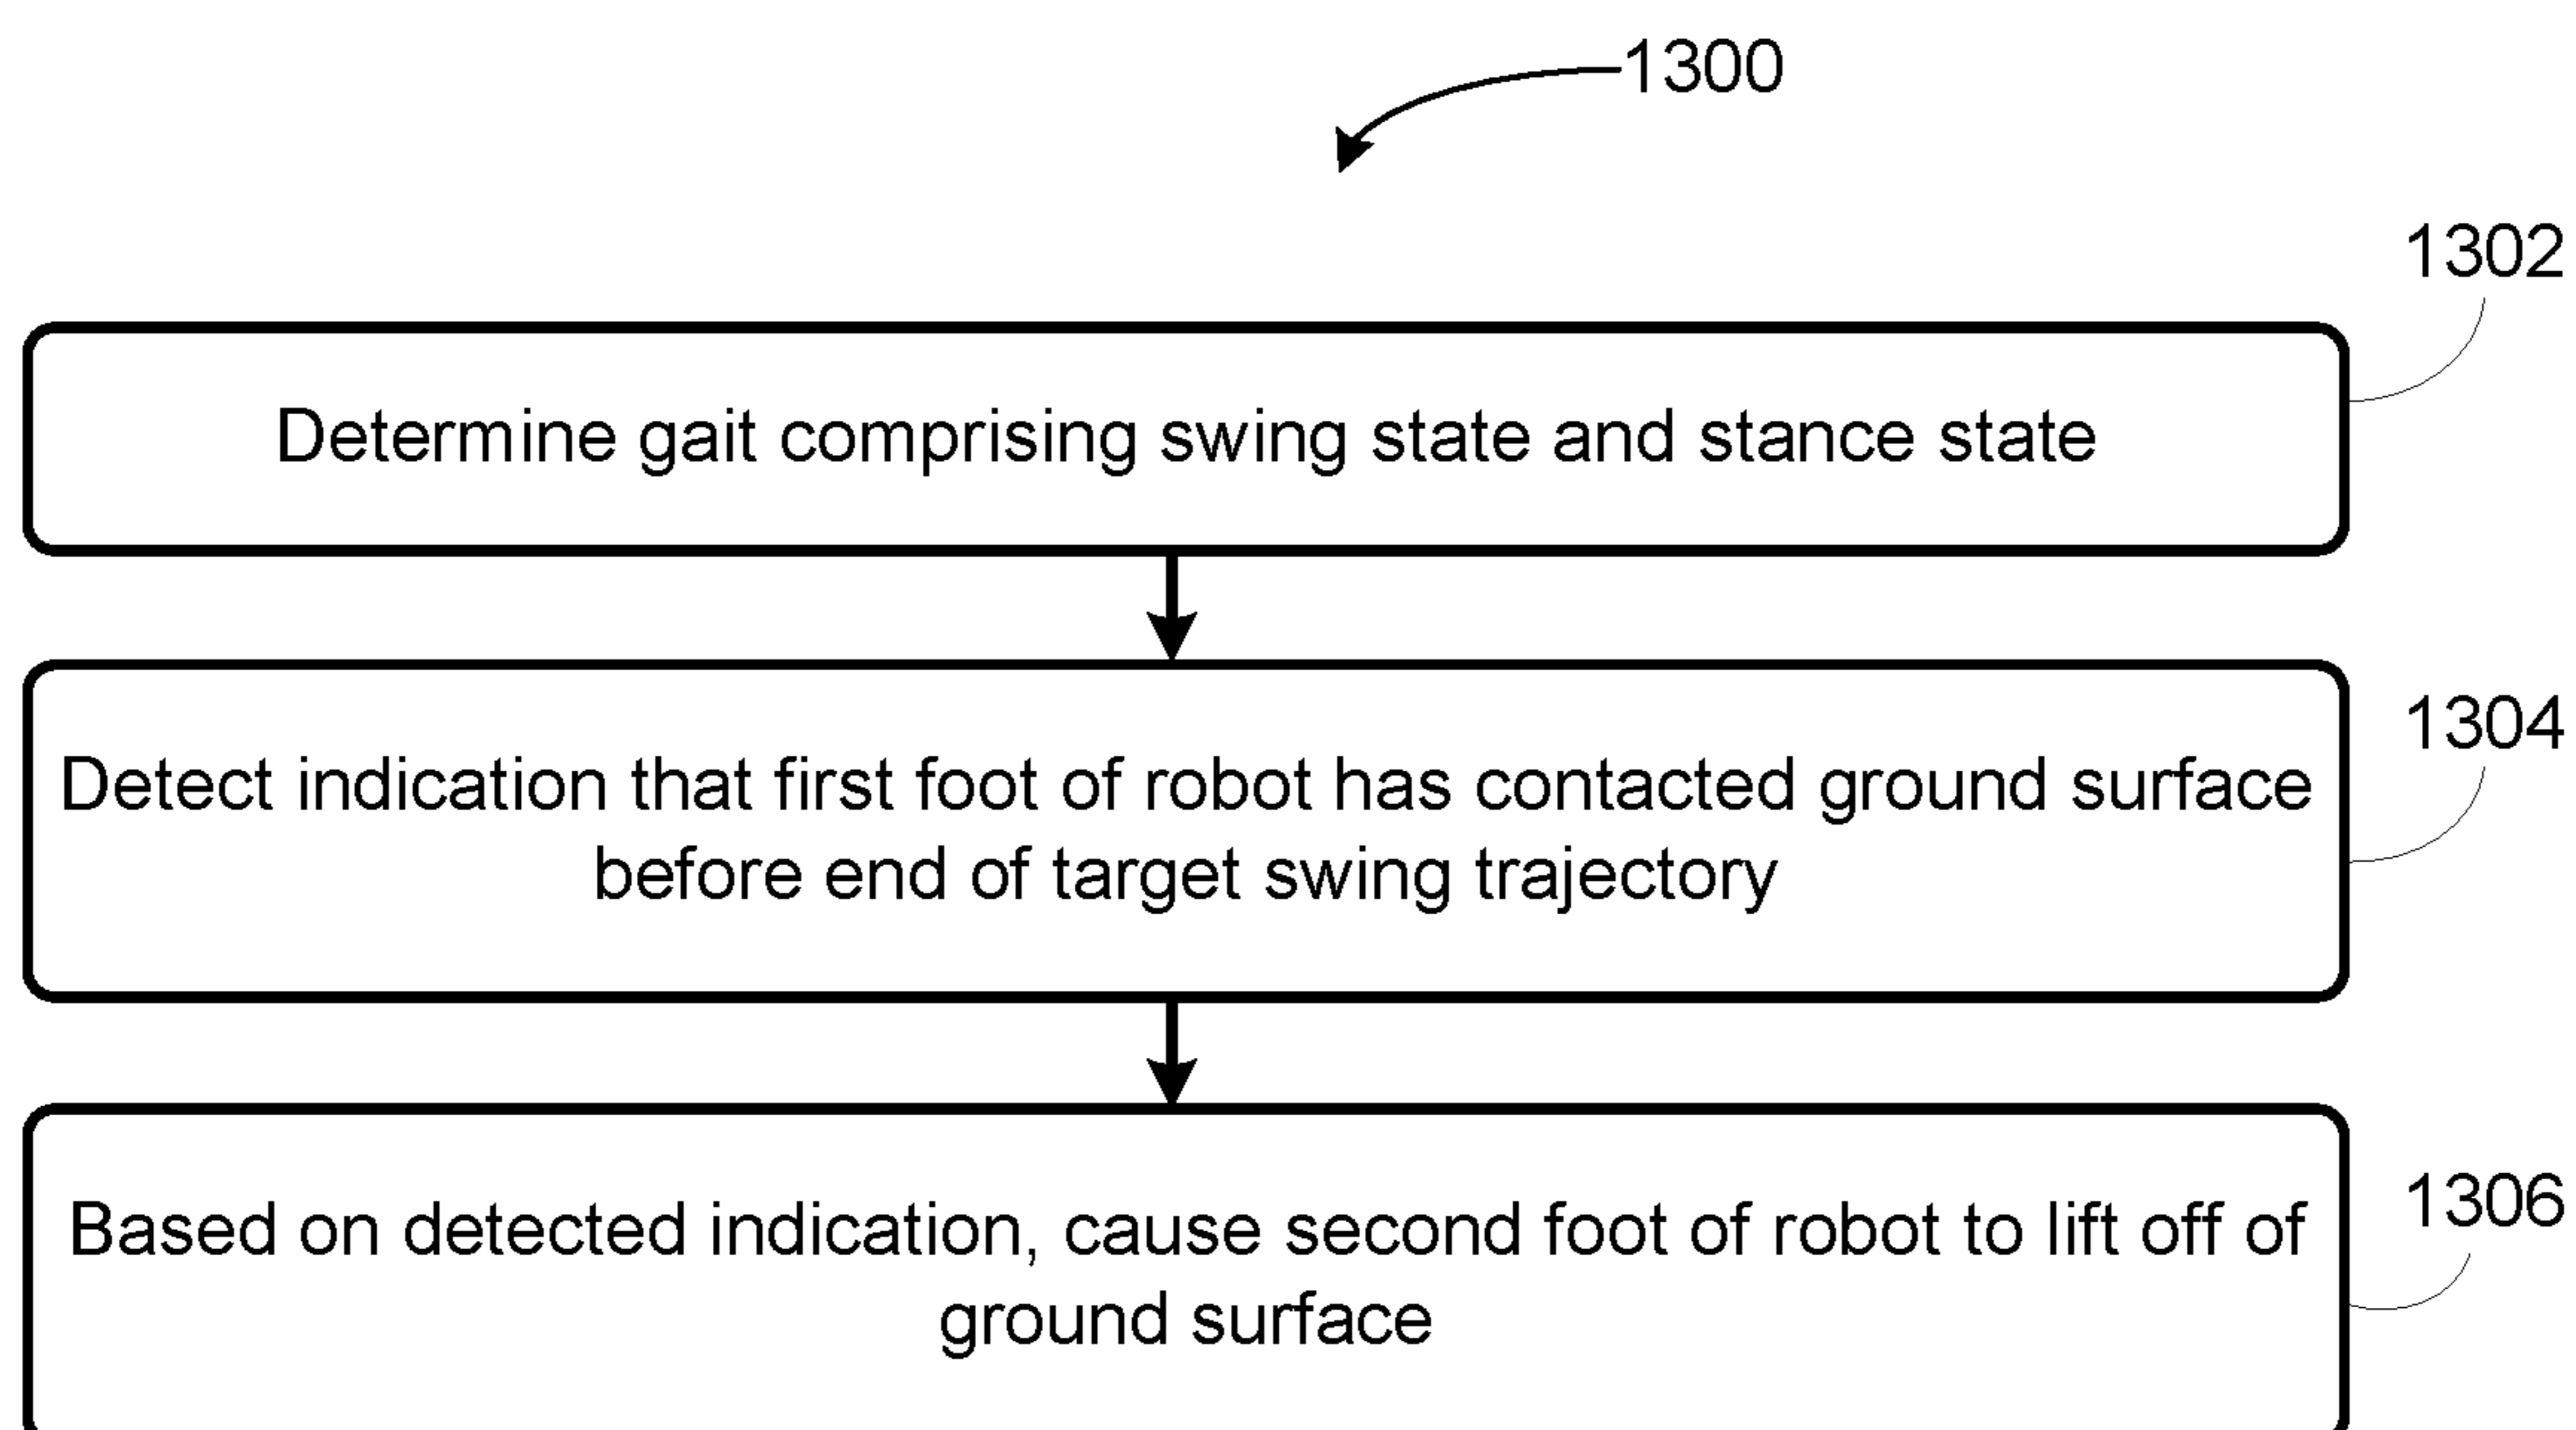 1300
1302
Determine gait comprising swing state and stance state
1304
Detect indication that first foot of robot has contacted ground surface
before end of target swing trajectory
1306
Based on detected indication, cause second foot of robot to lift off of
ground surface